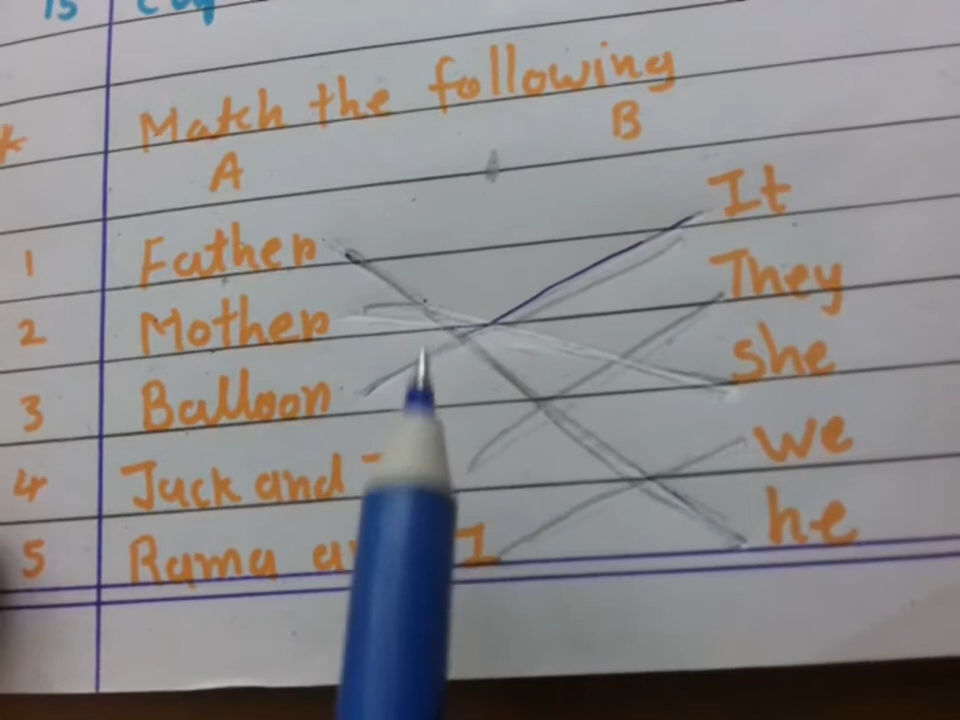 15
Match the following
A B
1 Father It
2 Mother They
3 Balloon she
4 Jack and we
5 Rama I he